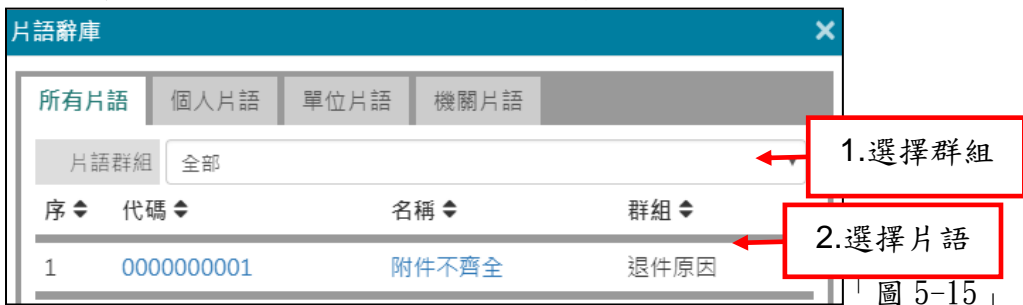 片語辭庫 ×
所有片語 個人片語 單位片語 機關片語
片語群組 全部
1.選擇群組
序 代碼 名稱 群組
2.選擇片語
1 0000000001 附件不齊全 退件原因
「圖 5-15」